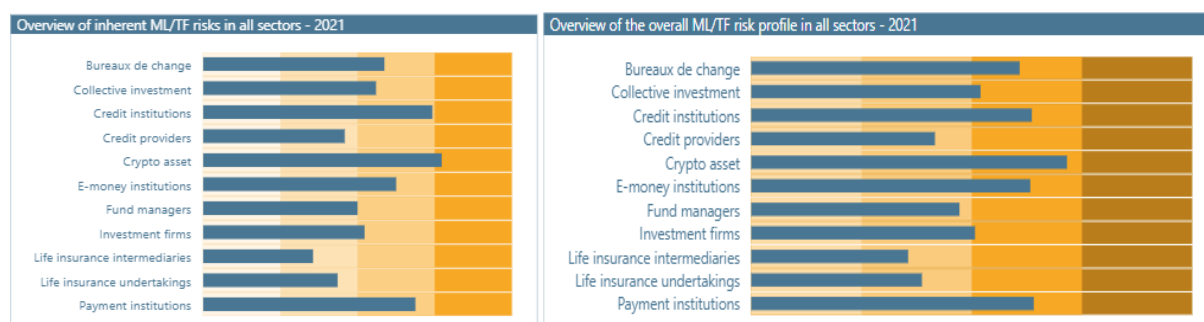 Overview of inherent ML/TF risks in all sectors - 2021
Bureaux de change
Collective investment
Credit institutions
Credit providers
Crypto asset
E-money institutions
Fund managers
Investment firms
Life insurance intermediaries
Life insurance undertakings
Payment institutions
Overview of the overall ML/TF risk profile in all sectors - 2021
Bureaux de change
Collective investment
Credit institutions
Credit providers
Crypto asset
E-money institutions
Fund managers
Investment firms
Life insurance intermediaries
Life insurance undertakings
Payment institutions